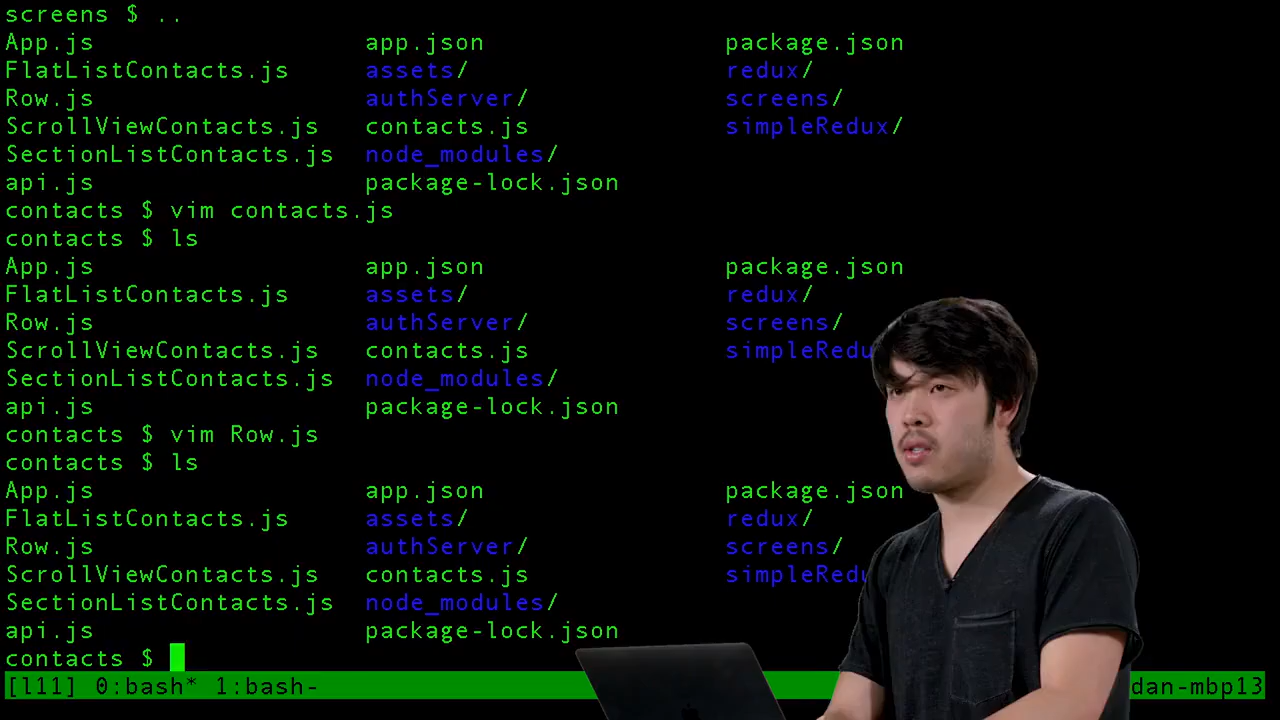 screens $ ..
App.js app.json package.json
FlatListContacts.js assets/ redux/
Row.js authServer/ screens/
ScrollViewContacts.js contacts.js simpleRedux/
SectionListContacts.js node_modules/
api.js package-lock.json
contacts $ vim contacts.js
contacts $ ls
App.js app.json package.json
FlatListContacts.js assets/ redux/
Row.js authServer/ screens/
ScrollViewContacts.js contacts.js simpleRedu
SectionListContacts.js node_modules/
api.js package-lock.json
contacts $ vim Row.js
contacts $ ls
App.js app.json package.json
FlatListContacts.js assets/ redux/
Row.js authServer/ screens/
ScrollViewContacts.js contacts.js simpleRedu
SectionListContacts.js node_modules/
api.js package-lock.json
contacts $
[l11] 0:bash* 1:bash- dan-mbp13